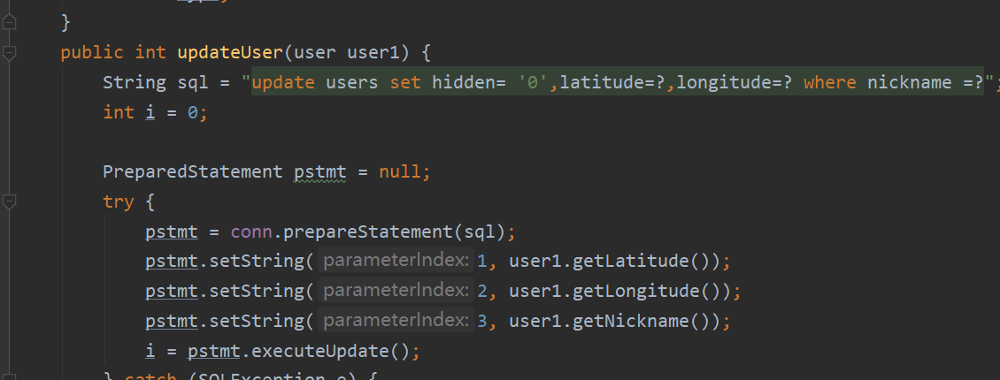 }
public int updateUser(user user1) {
String sql = "update users set hidden= '0',latitude=?,longitude=? where nickname =?";
int i = 0;
PreparedStatement pstmt = null;
try {
pstmt = conn.prepareStatement(sql);
pstmt.setString( parameterIndex: 1, user1.getLatitude());
pstmt.setString( parameterIndex: 2, user1.getLongitude());
pstmt.setString( parameterIndex: 3, user1.getNickname());
i = pstmt.executeUpdate();
} catch (SQLException e) {